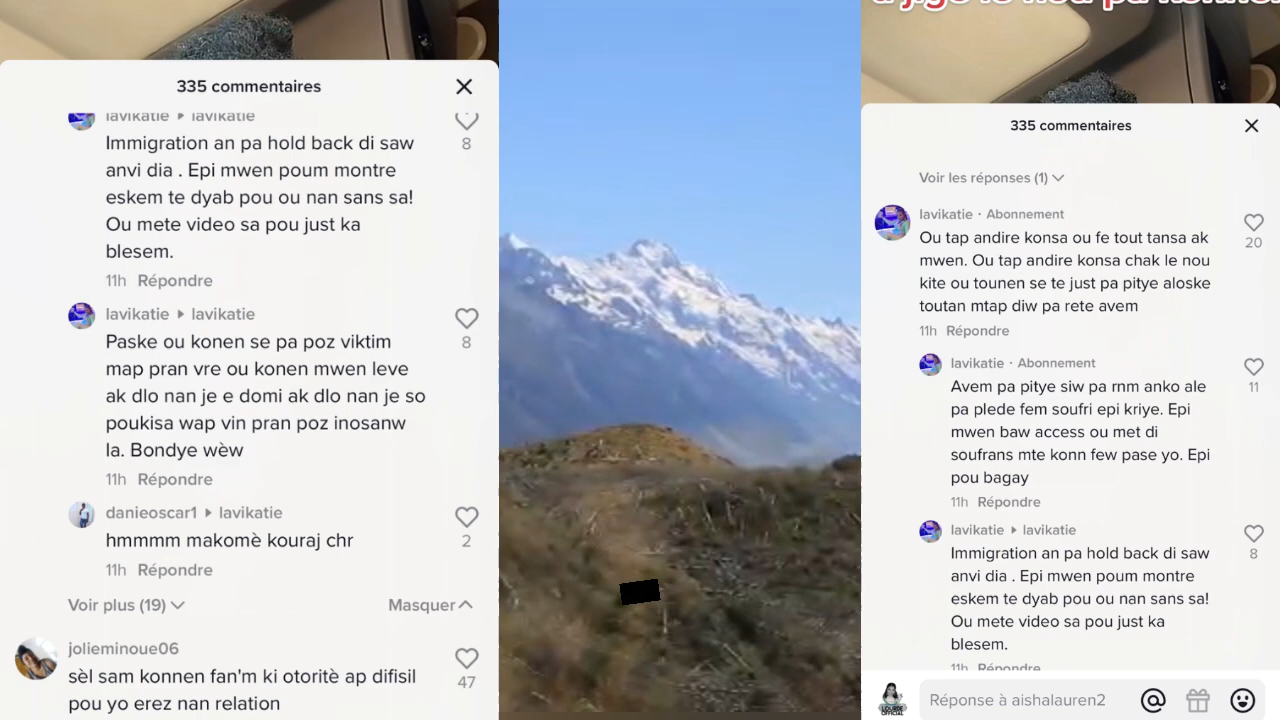 335 commentaires
lavikatie lavikatie
Immigration an pa hold back di saw
8
anvi dia . Epi mwen poum montre
eskem te dyab pou ou nan sans sa!
Ou mete video sa pou just ka
blesem.
11h Répondre
lavikatie lavikatie
Paske ou konen se pa poz viktim
8
map pran vre ou konen mwen leve
ak dlo nan je e domi ak dlo nan je so
poukisa wap vin pran poz inosanw
la. Bondye wèw
11h Répondre
danieoscar1 lavikatie
hmmmm makomè kouraj chr
2
11h Répondre
Voir plus (19) Masquer
jolieminoue06
sèl sam konnen fan'm ki otoritè ap difisil
47
pou yo erez nan relation
335 commentaires
Voir les réponses (1)
lavikatie · Abonnement
Ou tap andire konsa ou fe tout tansa ak
20
mwen. Ou tap andire konsa chak le nou
kite ou tounen se te just pa pitye aloske
toutan mtap diw pa rete avem
11h Répondre
lavikatie · Abonnement
Avem pa pitye siw pa rnm anko ale
11
pa plede fem soufri epi kriye. Epi
mwen baw access ou met di
soufrans mte konn few pase yo. Epi
pou bagay
11h Répondre
lavikatie lavikatie
Immigration an pa hold back di saw
8
anvi dia . Epi mwen poum montre
eskem te dyab pou ou nan sans sa!
Ou mete video sa pou just ka
blesem.
11h Répondre
Réponse à aishalauren2